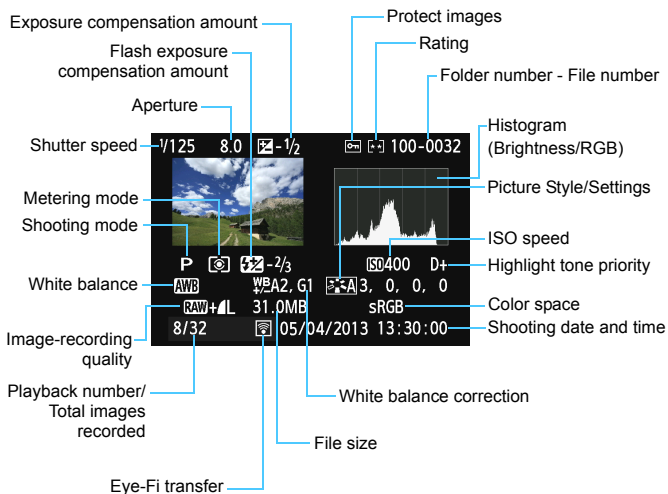 Exposure compensation amount
Flash exposure
compensation amount
Aperture
Shutter speed
Metering mode
Shooting mode
White balance
Image-recording
quality
Playback number/
Total images
recorded
Eye-Fi transfer
Protect images
Rating
Folder number - File number
Histogram
(Brightness/RGB)
Picture Style/Settings
ISO speed
Highlight tone priority
Color space
Shooting date and time
White balance correction
File size
1/125 8.0 -1/2 100-0032
P -2/3 ISO400 D+
AWB WB A2, G1 A 3, 0, 0, 0
RAW+L 31.0MB sRGB
8/32 05/04/2013 13:30:00